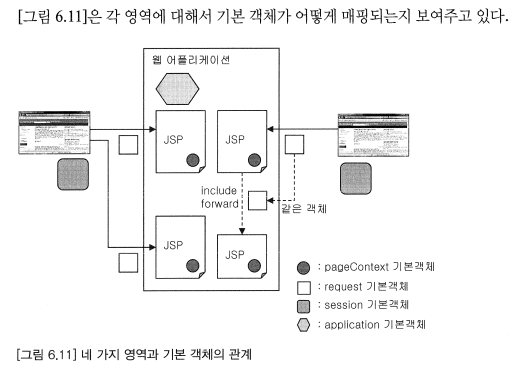 [그림 6.11]은 각 영역에 대해서 기본 객체가 어떻게 매핑되는지 보여주고 있다.
웹 어플리케이션
JSP
JSP
include
forward
같은 객체
JSP
JSP
: pageContext 기본객체
: request 기본객체
: session 기본객체
: application 기본객체
[그림 6.11] 네 가지 영역과 기본 객체의 관계